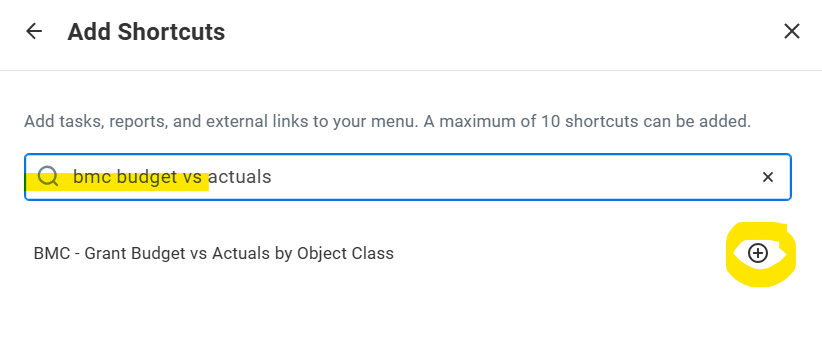 Add Shortcuts
Add tasks, reports, and external links to your menu. A maximum of 10 shortcuts can be added.
bmc budget vs actuals
BMC - Grant Budget vs Actuals by Object Class